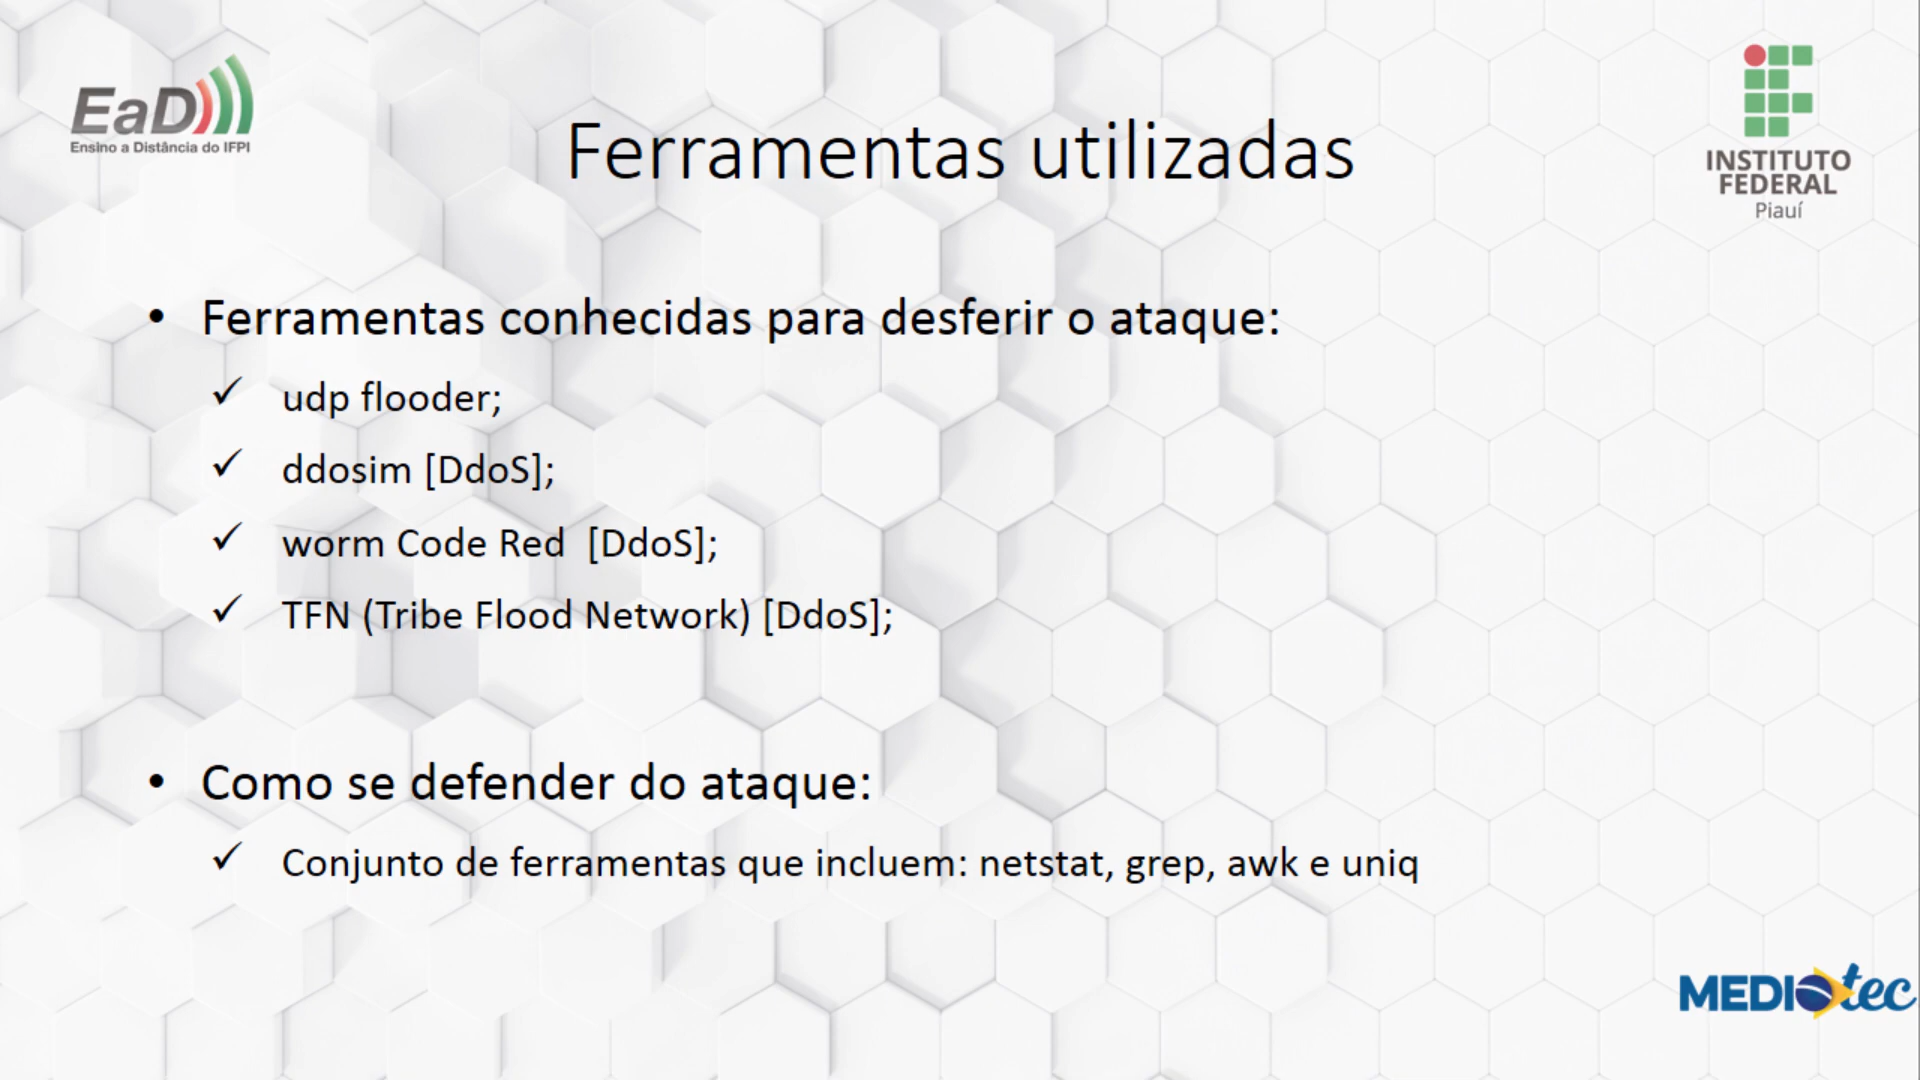 EaD
Ensino a Distância do IFPI
INSTITUTO
FEDERAL
Piauí
Ferramentas utilizadas
• Ferramentas conhecidas para desferir o ataque:
✓ udp flooder;
✓ ddosim [DdoS];
✓ worm Code Red [DdoS];
✓ TFN (Tribe Flood Network) [DdoS];
• Como se defender do ataque:
✓ Conjunto de ferramentas que incluem: netstat, grep, awk e uniq
MEDIOtec